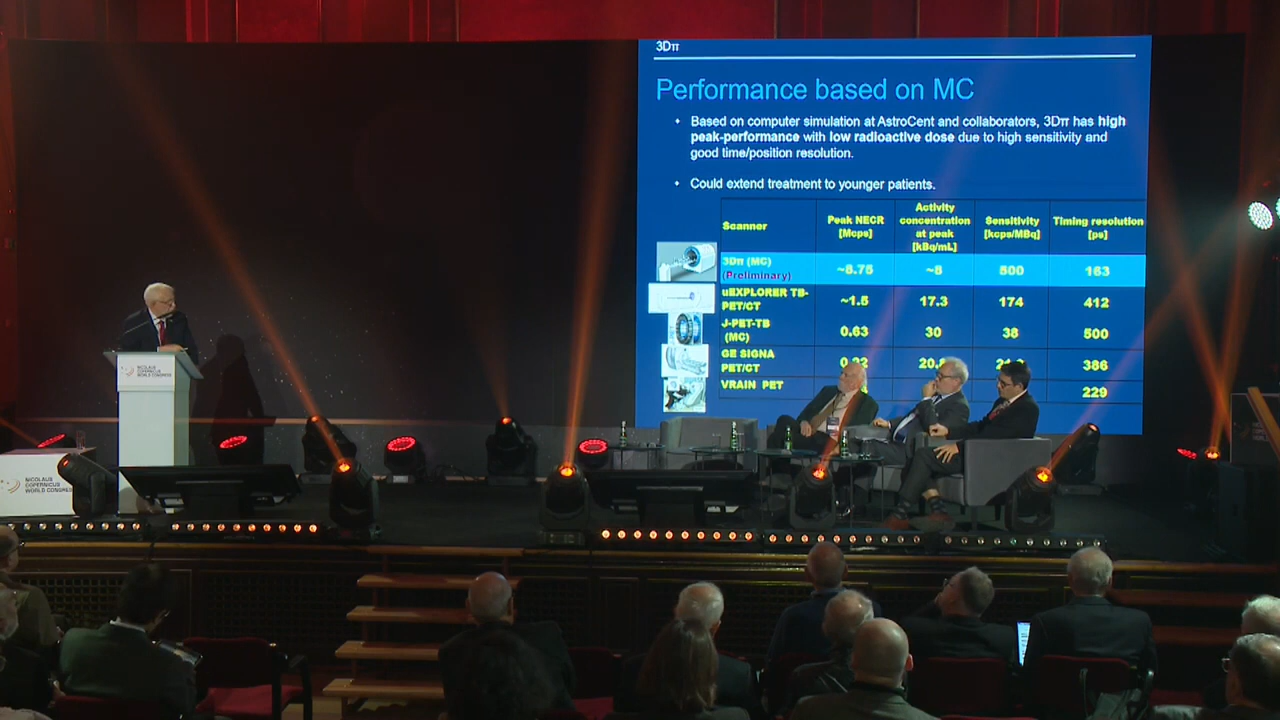 3Dπ
Performance based on MC
• Based on computer simulation at AstroCent and collaborators, 3Dπ has high
peak-performance with low radioactive dose due to high sensitivity and
good time/position resolution.
• Could extend treatment to younger patients.
Scanner
Peak NECR
[Mcps]
Activity
concentration
at peak
[kBq/mL]
Sensitivity
[kcps/MBq]
Timing resolution
[ps]
3Dπ (MC)
(Preliminary)
~8
163
uEXPLORER TB-
PET/CT
~1.5
17.3
174
412
J-PET-TB
(MC)
0.63
30
38
500
GE SIGNA
PET/CT
386
VRAIN PET
229
NICOLAUS
COPERNICUS
WORLD CONGRESS
NICOLAUS
COPERNICUS
WORLD CONGRESS